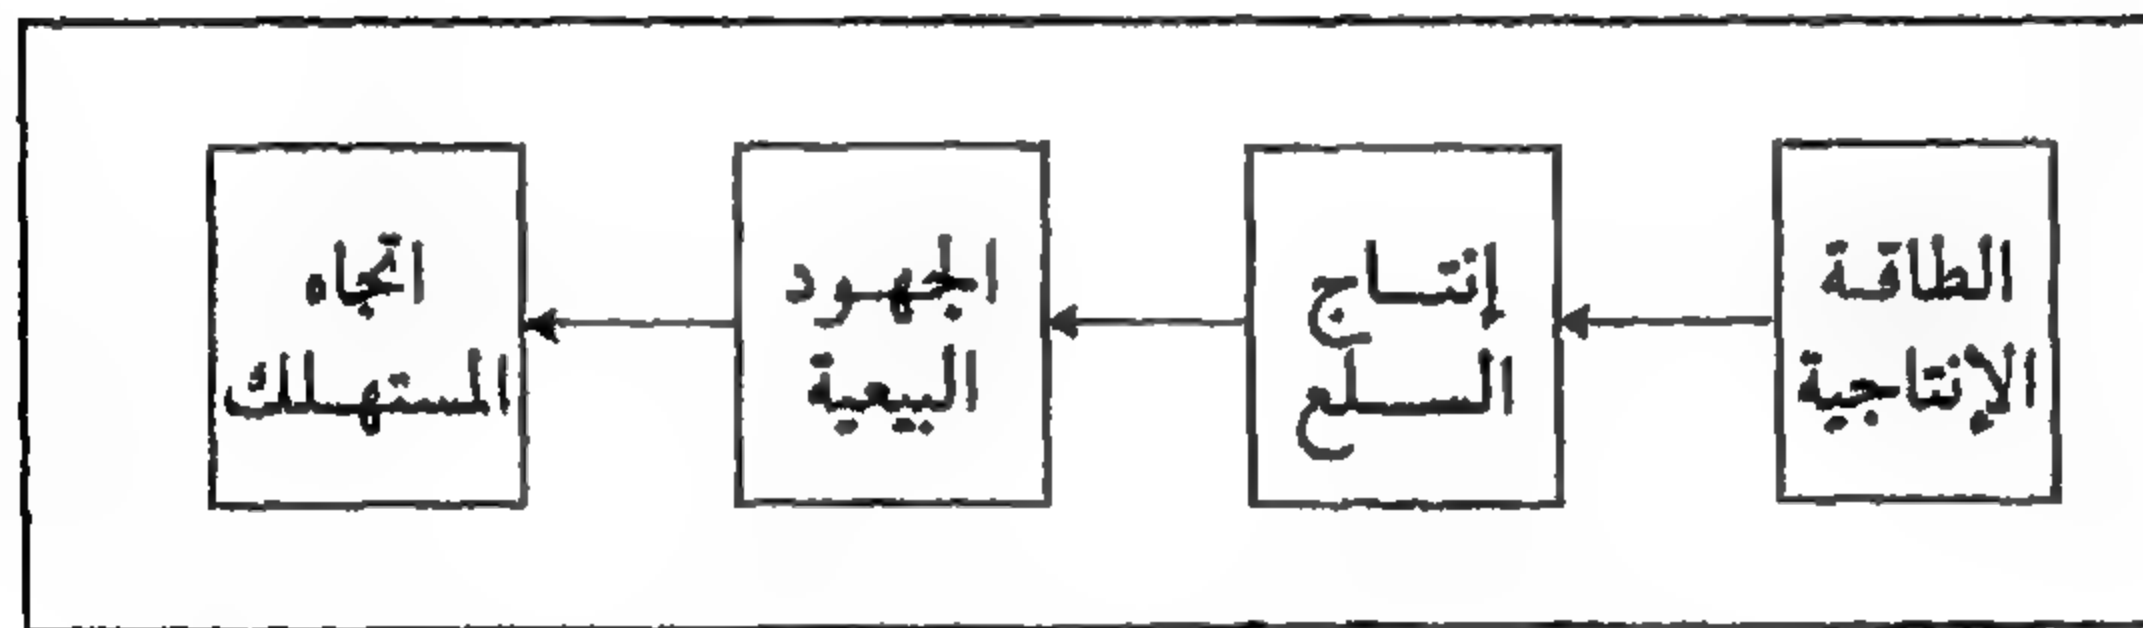 الطاقة
الإنتاجية
إنتاج
السلع
الجهود
البيعية
اتجاه
المستهلك